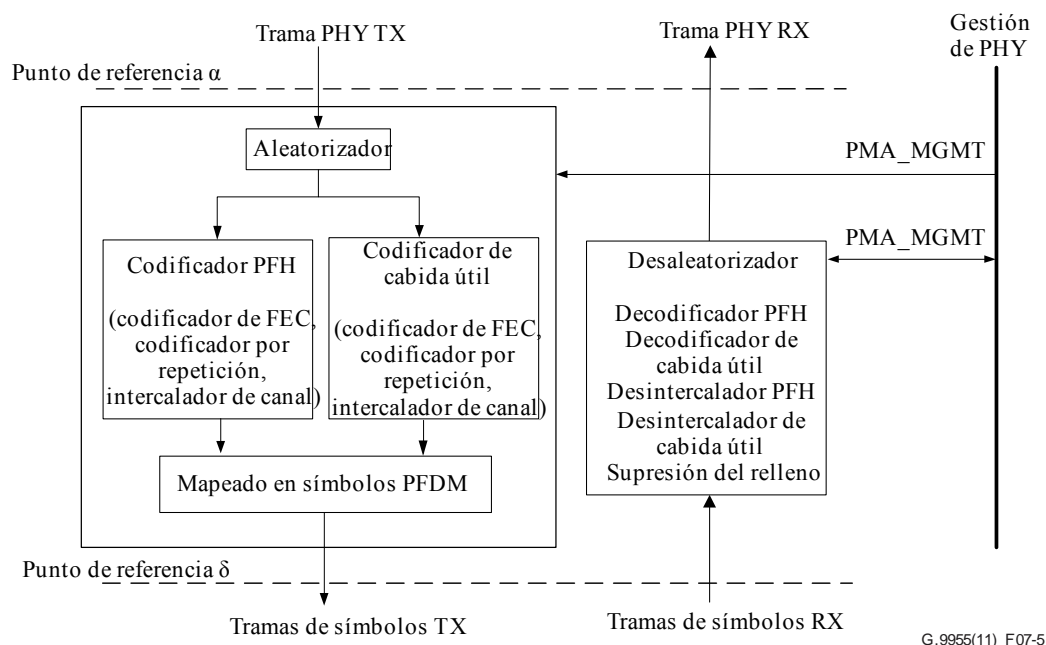 Trama PHY TX
Trama PHY RX
Gestión
de PHY
Punto de referencia α
Aleatorizador
PMA_MGMT
Codificador PFH
(codificador de FEC,
codificador por
repetición,
intercalador de canal)
Codificador de
cabida útil
(codificador de FEC,
codificador por
repetición,
intercalador de canal)
Desaleatorizador
Decodificador PFH
Decodificador de
cabida útil
Desintercalador PFH
Desintercalador de
cabida útil
Supresión del relleno
PMA_MGMT
Mapeado en símbolos PFDM
Punto de referencia δ
Tramas de símbolos TX
Tramas de símbolos RX
G.9955(11)_F07-5